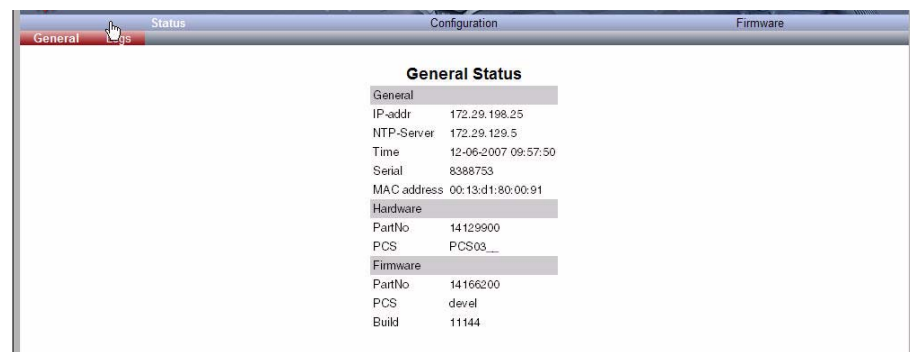 Status Configuration Firmware
General Logs
General Status
General
IP-addr 172.29.198.25
NTP-Server 172.29.129.5
Time 12-06-2007 09:57:50
Serial 8388753
MAC address 00:13:d1:80:00:91
Hardware
PartNo 14129900
PCS PCS03__
Firmware
PartNo 14166200
PCS devel
Build 11144